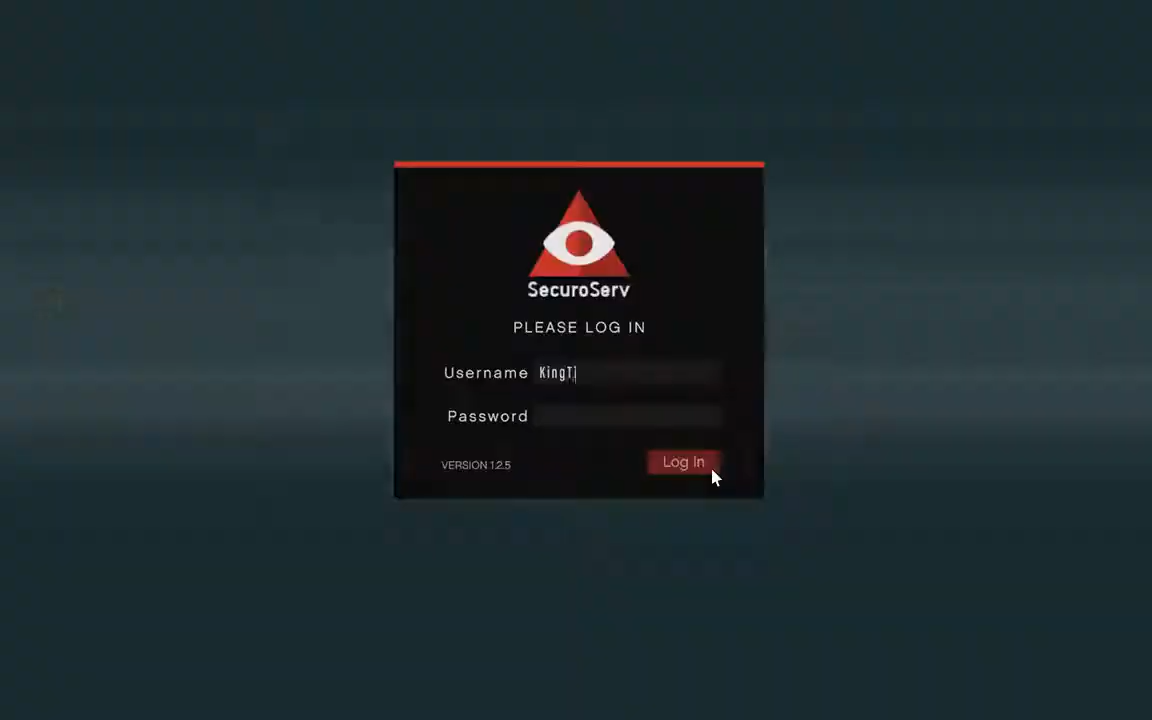 SecuroServ
PLEASE LOG IN
Username KingT
Password
VERSION 1.2.5
Log In